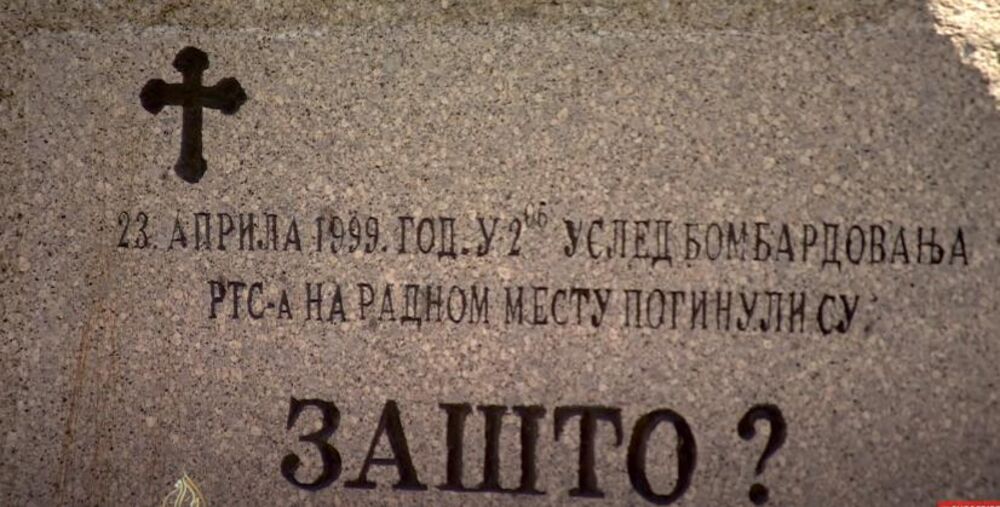 23. АПРИЛА 1999. ГОД. У 2⁰⁶ УСЛЕД БОМБАРДОВАЊА
РТС-а НА РАДНОМ МЕСТУ ПОГИНУЛИ СУ:
ЗАШТО?